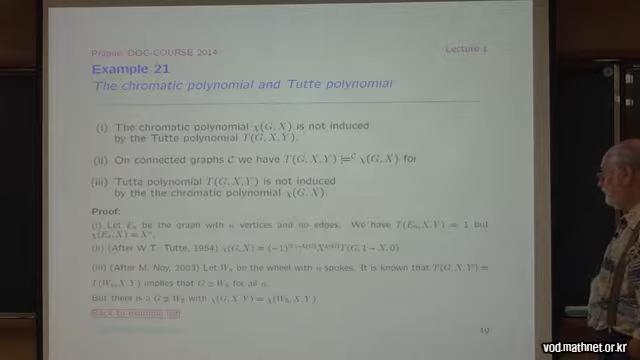 Prague: DOC-COURSE 2014
Lecture 1
Example 21
The chromatic polynomial and Tutte polynomial
(i) The chromatic polynomial χ(G, X) is not induced
by the Tutte polynomial T(G, X, Y).
(ii) On connected graphs C we have T(G, X, Y) ⊨^C χ(G, X) for
(iii) Tutte polynomial T(G, X, Y) is not induced
by the the chromatic polynomial χ(G, X).
Proof:
(i) Let Eₙ be the graph with n vertices and no edges. We have T(Eₙ, X, Y) = 1 but
χ(Eₙ, X) = Xⁿ.
(ii) (After W.T. Tutte, 1954) χ(G, X) = T(G, 1 − X, 0)
(iii) (After M. Noy, 2003) Let Wₙ be the wheel with n spokes. It is known that T(G, X, Y) =
T(Wₙ, X, Y) implies that G ≃ Wₙ for all n.
But there is a G W₅ with χ(G, X, Y) = χ(W₅, X, Y)
Back to example list
vod.mathnet.or.kr